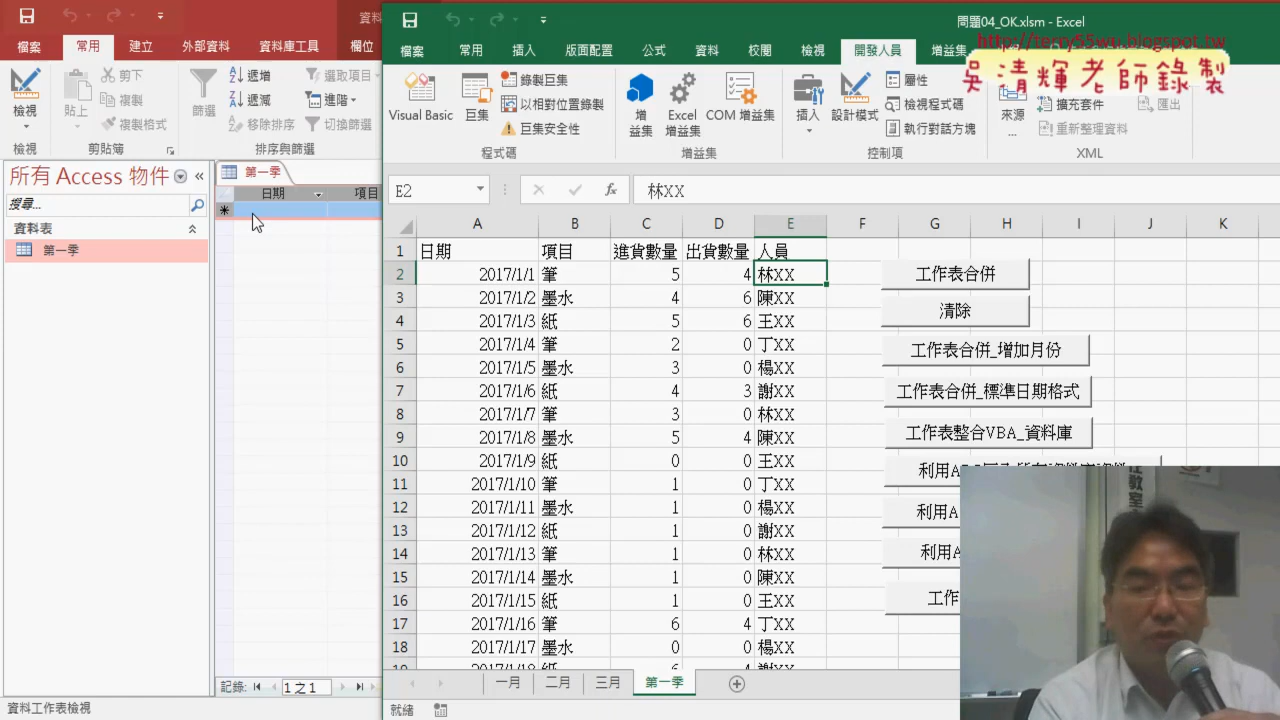 資料
檔案 常用 建立 外部資料 資料庫工具 欄位
檢視 貼上 剪下 複製 複製格式 篩選 遞增 遞減 移除排序 選取項目 進階 切換篩選
檢視 剪貼簿 排序與篩選
所有 Access 物件
搜尋...
資料表
第一季
第一季
日期 項目
記錄: 1 之 1
資料工作表檢視
問題04_OK.xlsm - Excel
http://terry55wu.blogspot.tw
吳清輝老師錄製
檔案 常用 插入 版面配置 公式 資料 校閱 檢視 開發人員 增益集
Visual Basic 巨集 錄製巨集 以相對位置錄製 巨集安全性
增益集 Excel 增益集 COM 增益集
插入 設計模式 屬性 檢視程式碼 執行對話方塊
來源 ... 擴充套件 重新整理資料 匯出
程式碼 增益集 控制項 XML
E2 fx 林XX
A B C D E F G H I J K
1 日期 項目 進貨數量 出貨數量 人員
2 2017/1/1 筆 5 4 林XX
3 2017/1/2 墨水 4 6 陳XX
4 2017/1/3 紙 5 6 王XX
5 2017/1/4 筆 2 0 丁XX
6 2017/1/5 墨水 3 0 楊XX
7 2017/1/6 紙 4 3 謝XX
8 2017/1/7 筆 3 0 林XX
9 2017/1/8 墨水 5 4 陳XX
10 2017/1/9 紙 0 0 王XX
11 2017/1/10 筆 1 0 丁XX
12 2017/1/11 墨水 1 0 楊XX
13 2017/1/12 紙 1 0 謝XX
14 2017/1/13 筆 1 0 林XX
15 2017/1/14 墨水 1 0 陳XX
16 2017/1/15 紙 1 0 王XX
17 2017/1/16 筆 6 4 丁XX
18 2017/1/17 墨水 0 0 楊XX
19 2017/1/18 紙 6 4 謝XX
工作表合併
清除
工作表合併_增加月份
工作表合併_標準日期格式
工作表整合VBA_資料庫
利用A
利用A
利用A
工作
一月 二月 三月 第一季
就緒